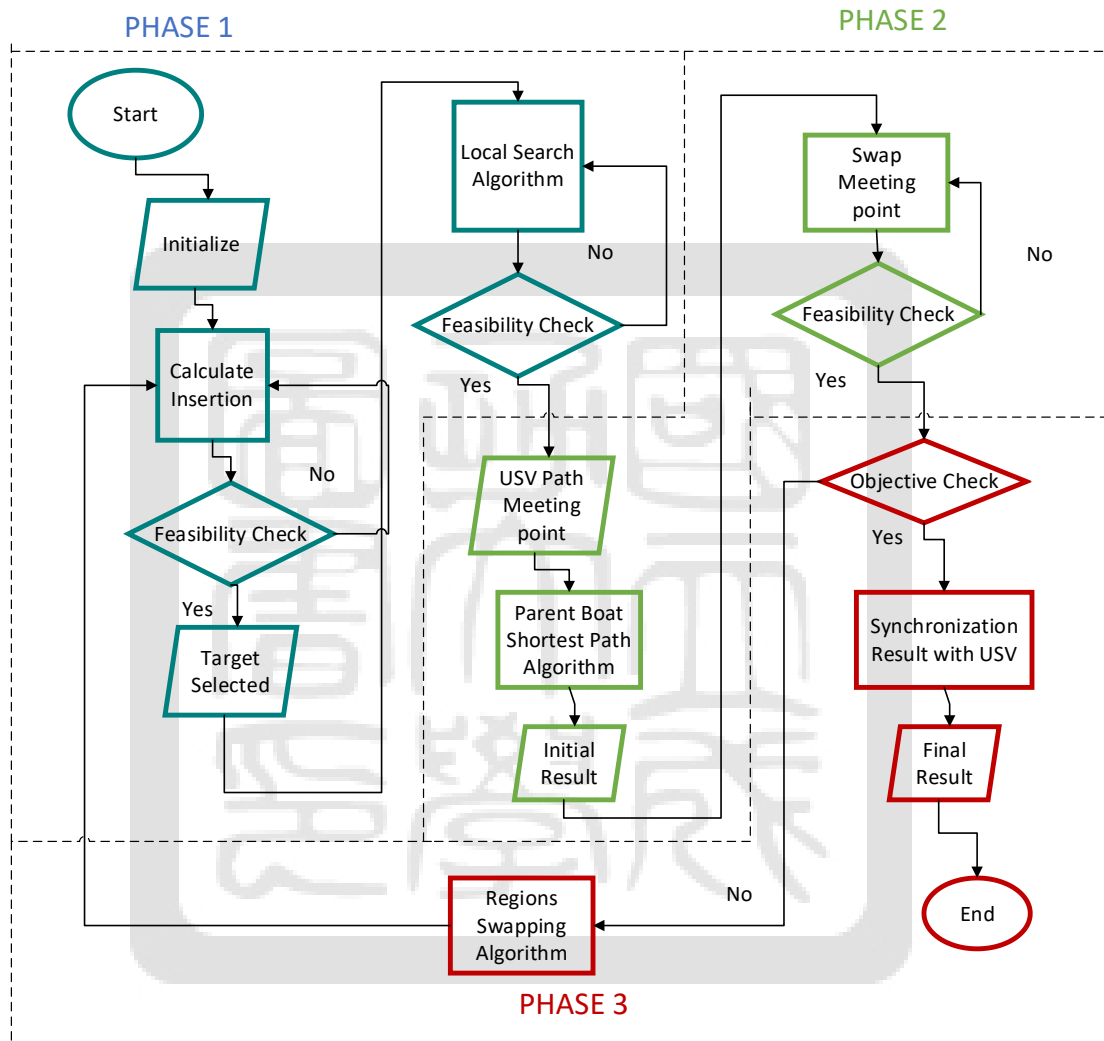 PHASE 1
Start
Initialize
Calculate
Insertion
No
Feasibility Check
Yes
Target
Selected
Local Search
Algorithm
No
Feasibility Check
Yes
PHASE 2
USV Path
Meeting
point
Parent Boat
Shortest Path
Algorithm
Initial
Result
Swap
Meeting
point
No
Feasibility Check
Yes
Objective Check
Yes
Synchronization
Result with USV
Final
Result
End
No
Regions
Swapping
Algorithm
PHASE 3